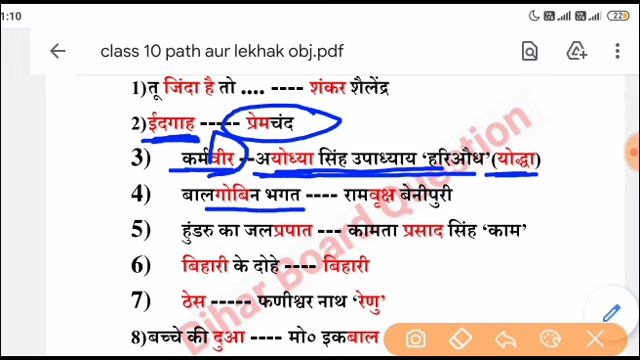 1:10
22
class 10 path aur lekhak obj.pdf
1) तू जिंदा है तो .... ---- शंकर शैलेंद्र
2) ईदगाह ----- प्रेमचंद
3) कर्मवीर --अयोध्या सिंह उपाध्याय 'हरिऔध' (योद्धा)
4) बालगोबिन भगत ---- रामवृक्ष बेनीपुरी
5) हुंडरु का जलप्रपात --- कामता प्रसाद सिंह 'काम'
6) बिहारी के दोहे ---- बिहारी
7) ठेस ----- फणीश्वर नाथ 'रेणु'
8) बच्चे की दुआ ---- मो० इकबाल
Bihar Board Question